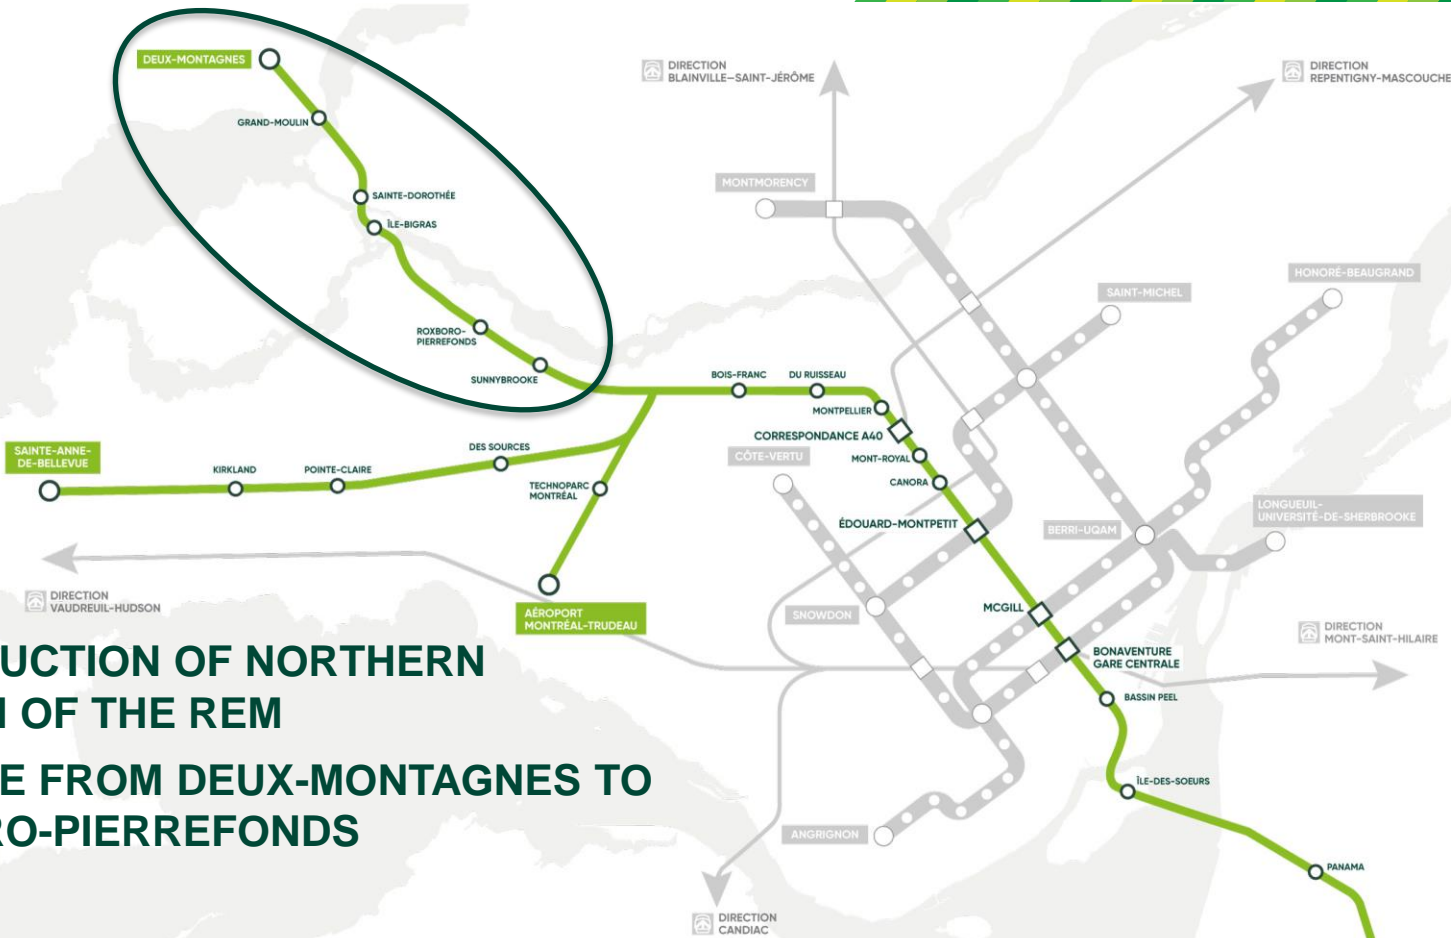 DEUX-MONTAGNES
GRAND-MOULIN
SAINTE-DOROTHÉE
ÎLE-BIGRAS
ROXBORO-
PIERREFONDS
SUNNYBROOKE
DIRECTION
BLAINVILLE–SAINT-JÉRÔME
DIRECTION
REPENTIGNY-MASCOUCHE
MONTMORENCY
SAINT-MICHEL
HONORÉ-BEAUGRAND
BOIS-FRANC
DU RUISSEAU
MONTPELLIER
CORRESPONDANCE A40
MONT-ROYAL
CANORA
CÔTE-VERTU
ÉDOUARD-MONTPETIT
SAINTE-ANNE-
DE-BELLEVUE
KIRKLAND
POINTE-CLAIRE
DES SOURCES
TECHNOPARC
MONTRÉAL
AÉROPORT
MONTRÉAL-TRUDEAU
BERRI-UQAM
LONGUEUIL-
UNIVERSITÉ-DE-SHERBROOKE
DIRECTION
VAUDREUIL-HUDSON
SNOWDON
MCGILL
BONAVENTURE
GARE CENTRALE
DIRECTION
MONT-SAINT-HILAIRE
BASSIN PEEL
ÎLE-DES-SOEURS
ANGRIGNON
PANAMA
DIRECTION
CANDIAC
UCTION OF NORTHERN
OF THE REM
E FROM DEUX-MONTAGNES TO
RO-PIERREFONDS